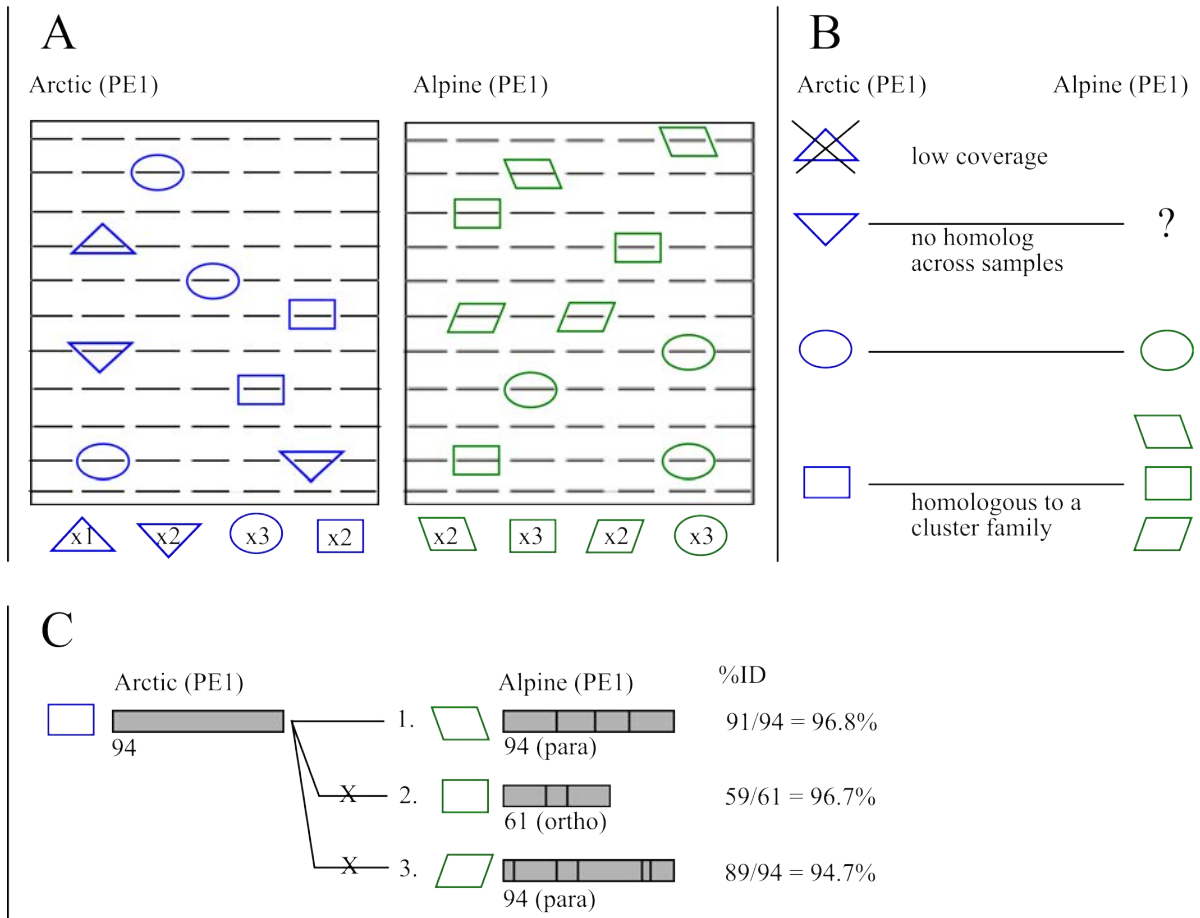 A
Arctic (PE1)
Alpine (PE1)
x1 x2 x3 x2
x2 x3 x2 x3
B
Arctic (PE1)
Alpine (PE1)
low coverage
?
no homolog
across samples
homologous to a
cluster family
C
Arctic (PE1)
Alpine (PE1)
%ID
94
1.
94 (para)
91/94 = 96.8%
X
2.
61 (ortho)
59/61 = 96.7%
X
3.
94 (para)
89/94 = 94.7%